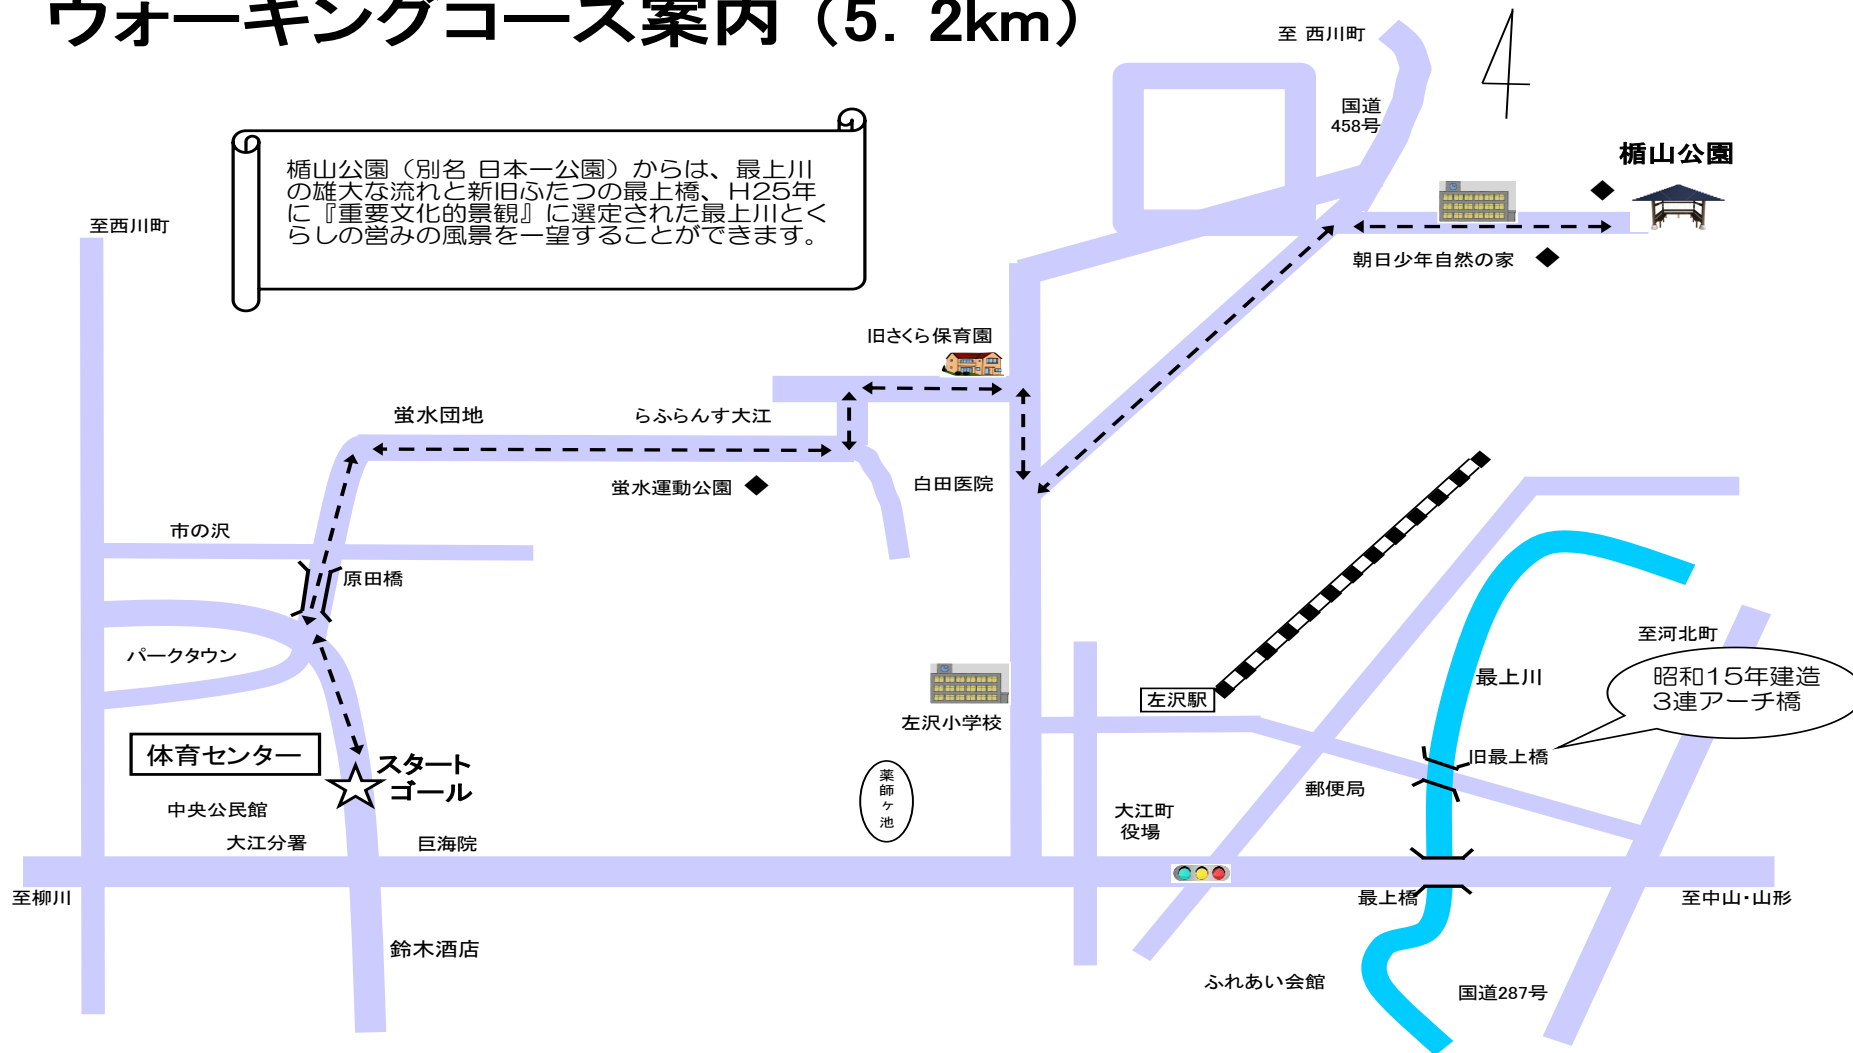 ウォーキングコース案内（5．2km）
至 西川町
国道
458号
楯山公園
楯山公園（別名 日本一公園）からは、最上川
の雄大な流れと新旧ふたつの最上橋、H25年
に『重要文化的景観』に選定された最上川とく
らしの営みの風景を一望することができます。
至西川町
朝日少年自然の家
旧さくら保育園
蛍水団地
らふらんす大江
蛍水運動公園
白田医院
市の沢
原田橋
パークタウン
至河北町
昭和15年建造
3連アーチ橋
最上川
左沢駅
左沢小学校
体育センター
スタート
ゴール
旧最上橋
薬師ヶ池
郵便局
中央公民館
大江町
役場
大江分署
巨海院
至柳川
最上橋
至中山・山形
鈴木酒店
ふれあい会館
国道287号